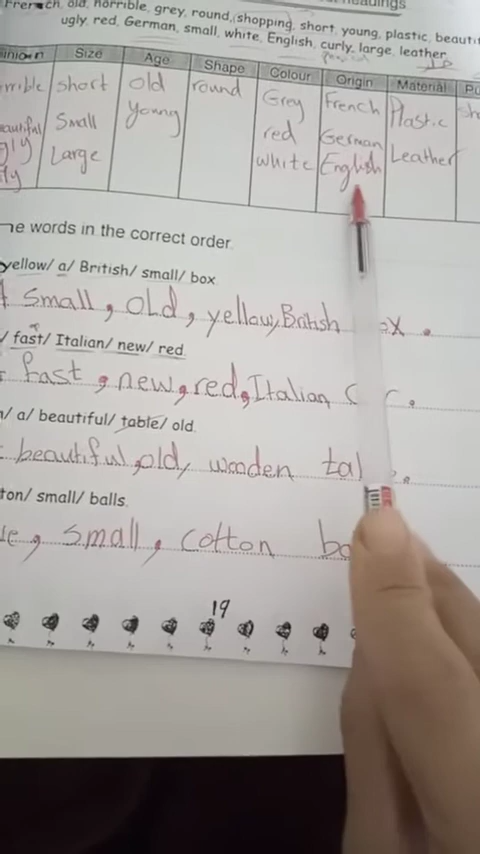 French, old, horrible, grey, round, shopping, short, young, plastic,
ugly, red, German, small, white, English, curly, large, leather
Size Age Shape Colour Origin Material
short old round Grey French Plastic
Small Young red German
Large white English Leather
words in the correct order.
yellow/ a/ British/ small/ box
small, old, yellow, British
fast/ Italian/ new/ red.
fast, new, red, Italian
a/ beautiful/ table/ old.
beautiful, old, wooden
small/ balls.
small, cotton
19